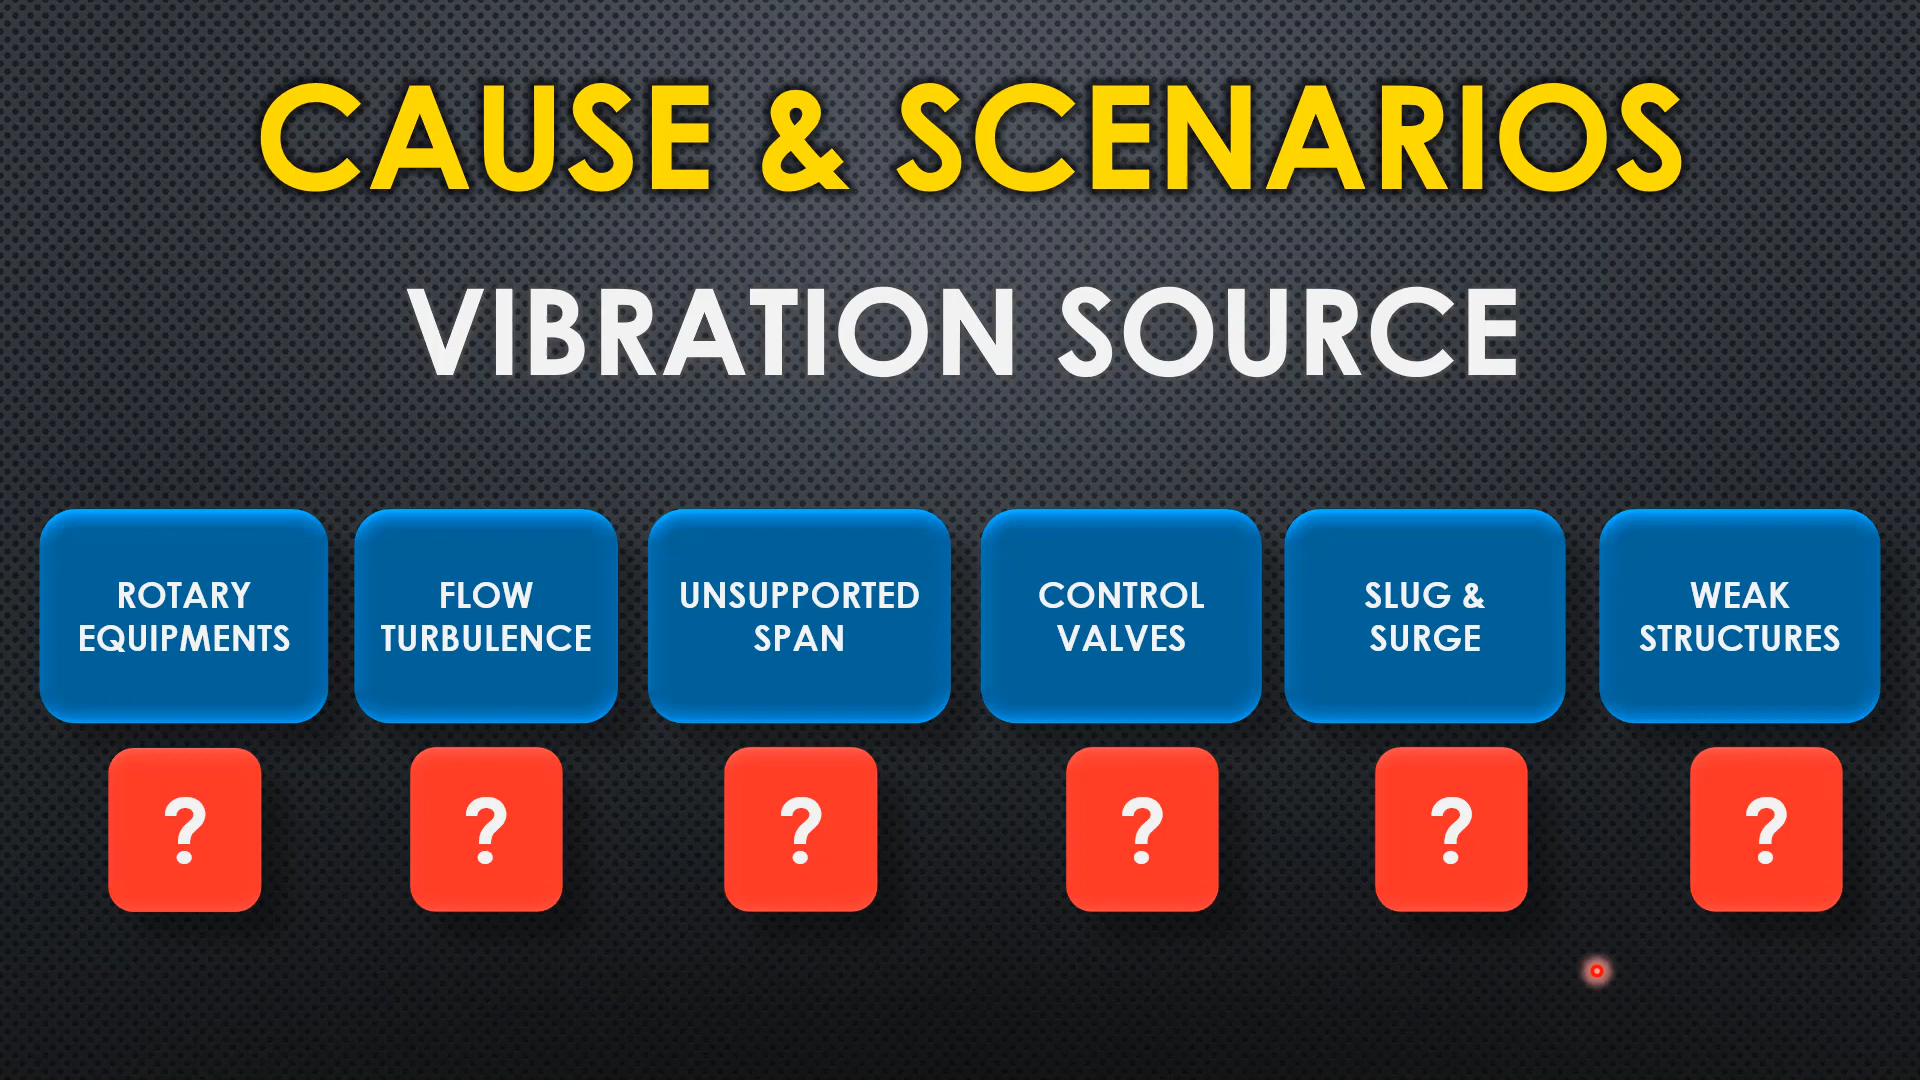 CAUSE & SCENARIOS
VIBRATION SOURCE
ROTARY
EQUIPMENTS
FLOW
TURBULENCE
UNSUPPORTED
SPAN
CONTROL
VALVES
SLUG &
SURGE
WEAK
STRUCTURES
?
?
?
?
?
?